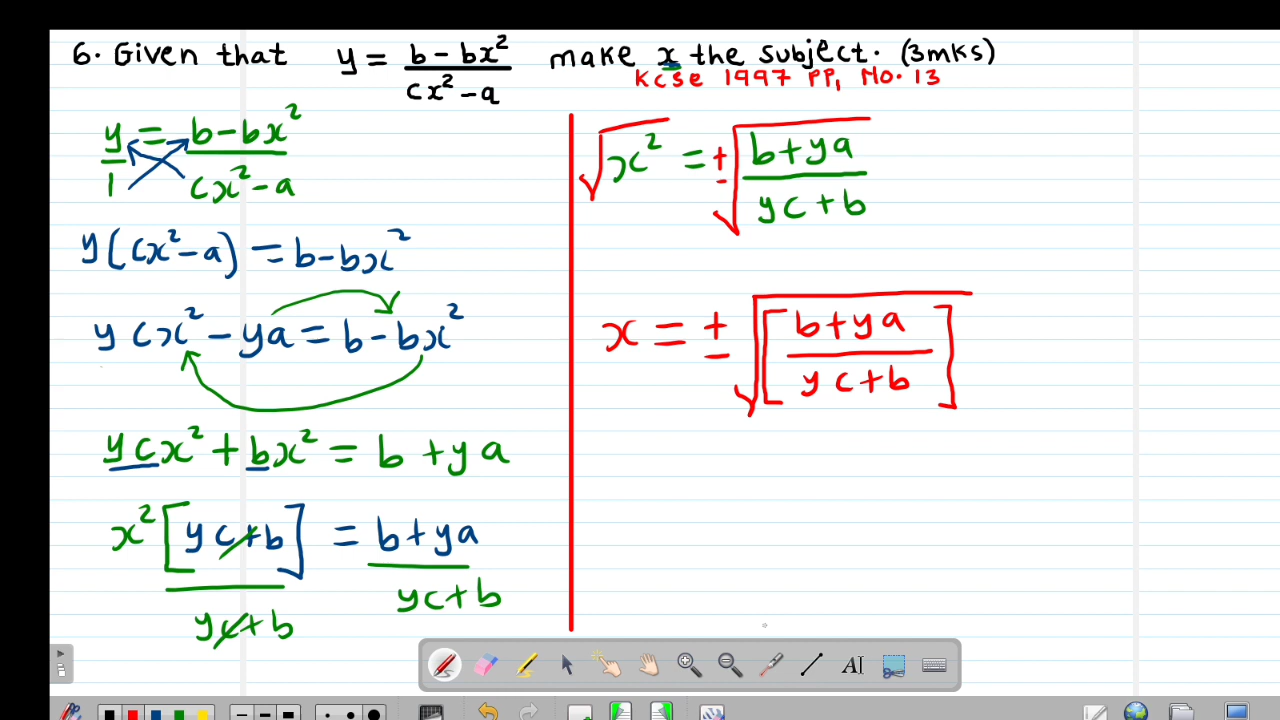 6. Given that y = b - bx² / cx² - a make x the subject. (3mks)
Kcse 1997 PP1 No. 13
y/1 = b - bx² / cx² - a
y(cx² - a) = b - bx²
ycx² - ya = b - bx²
ycx² + bx² = b + ya
x²[yc + b] / yc + b = b + ya / yc + b
√x² = ±√(b + ya / yc + b)
x = ±√[b + ya / yc + b]
AI